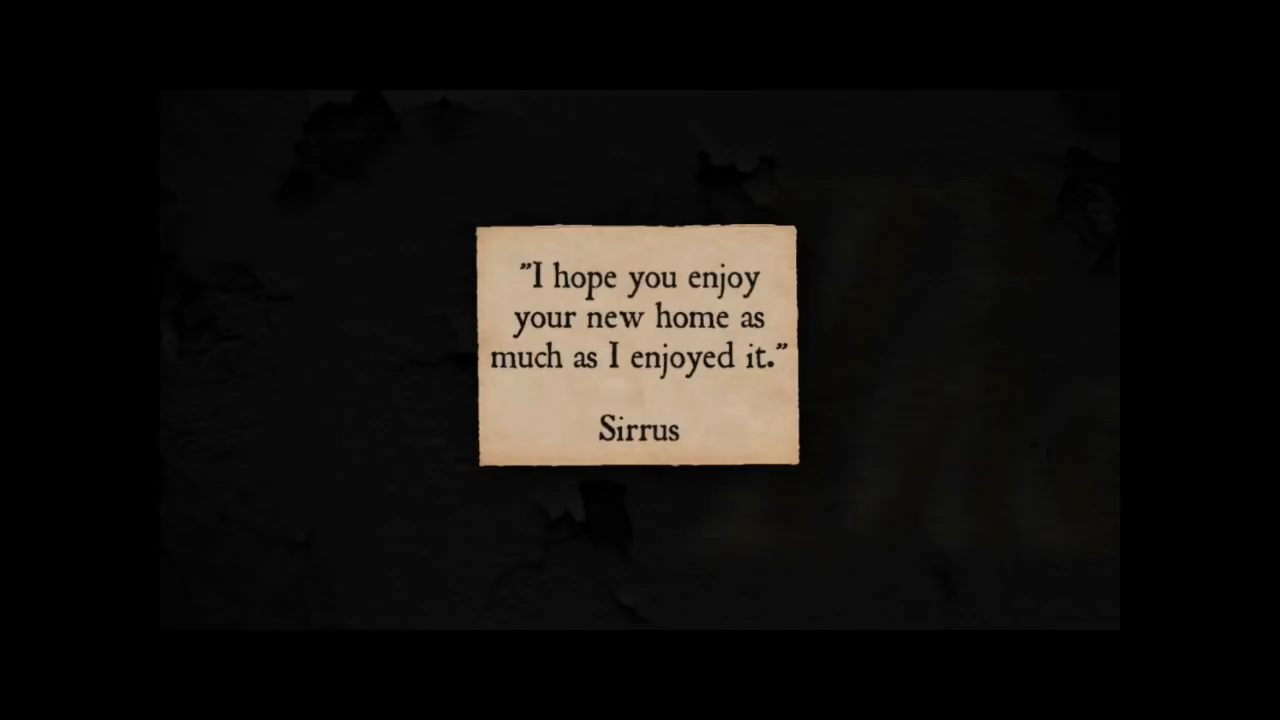 ”I hope you enjoy
your new home as
much as I enjoyed it.”
Sirrus